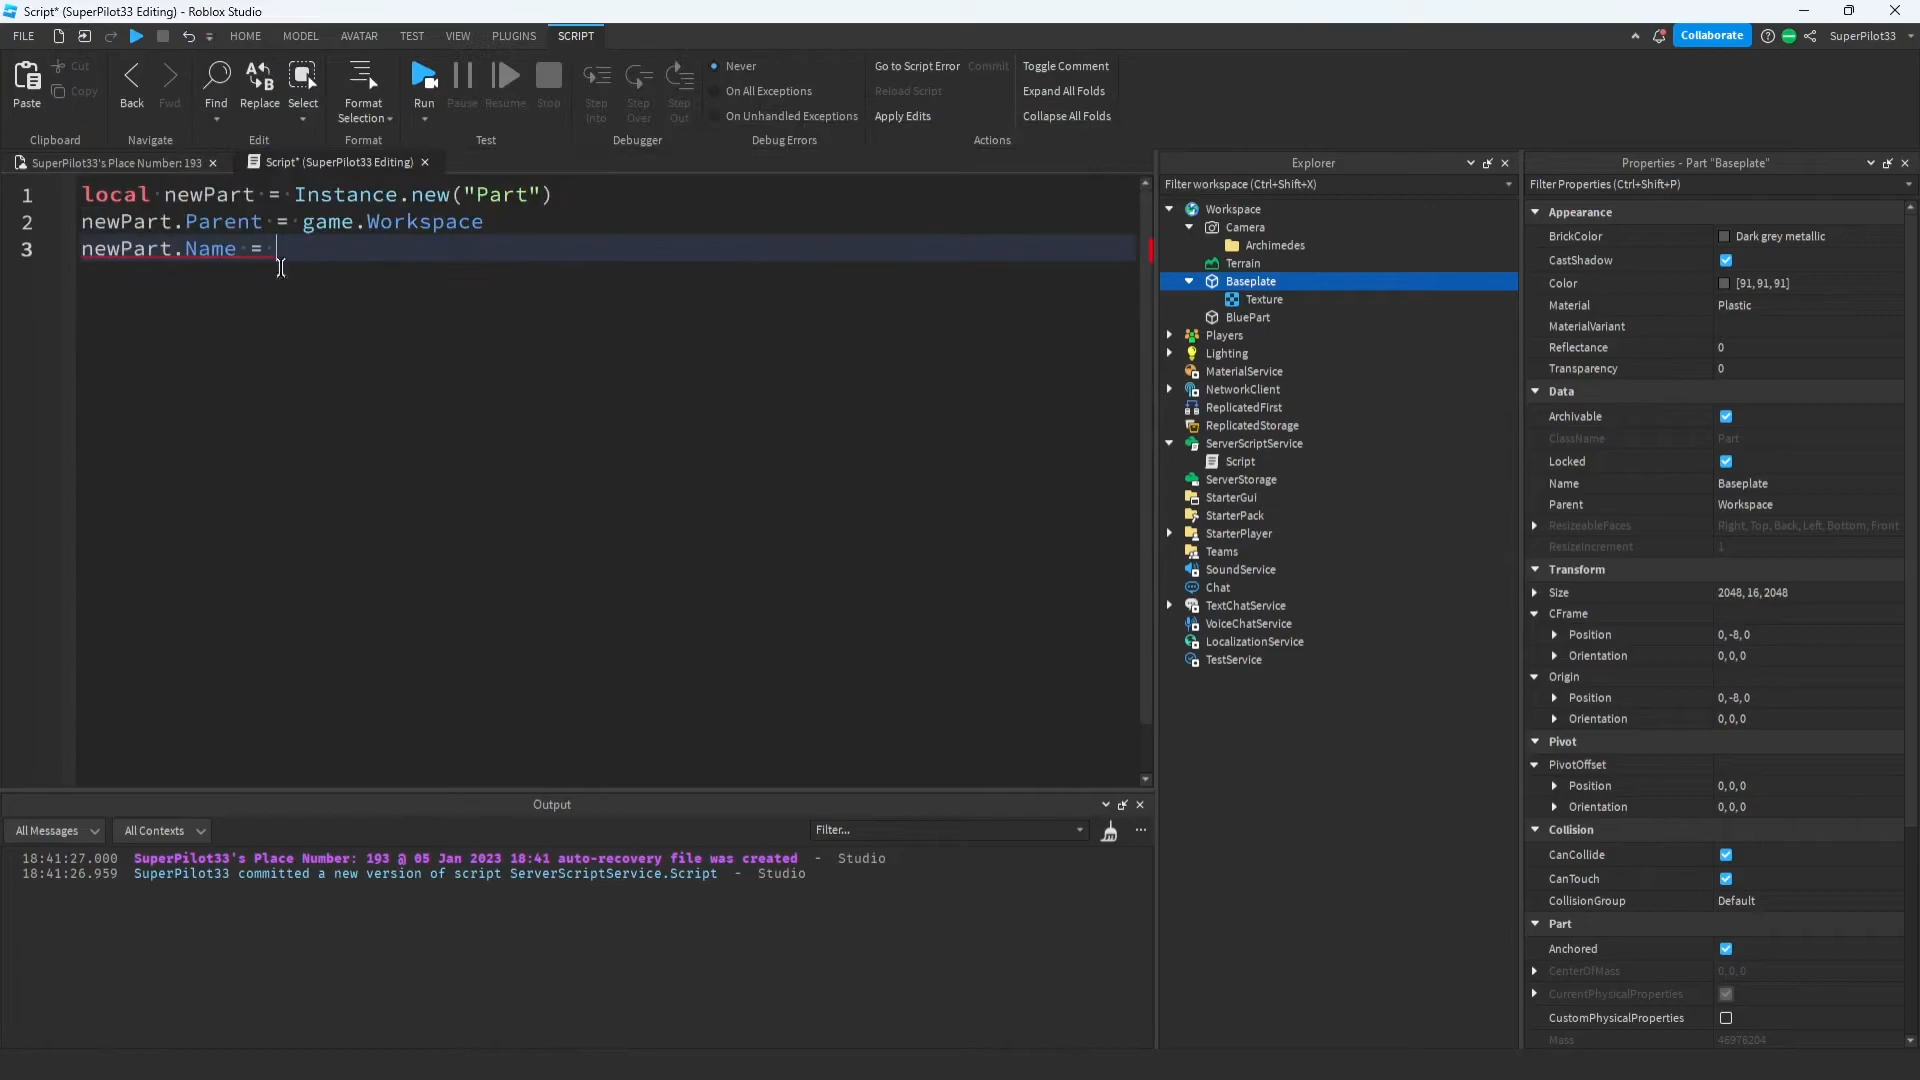 Script* (SuperPilot33 Editing) - Roblox Studio
FILE HOME MODEL AVATAR TEST VIEW PLUGINS SCRIPT Collaborate SuperPilot33
Paste Cut Copy Clipboard
Back Fwd Navigate
Find Replace Select Edit
Format Selection Format
Run Pause Resume Stop Test
Step Into Step Over Step Out Debugger
Never
On All Exceptions
On Unhandled Exceptions
Debug Errors
Go to Script Error Commit
Reload Script
Apply Edits
Toggle Comment
Expand All Folds
Collapse All Folds
Actions
SuperPilot33's Place Number: 193 Script* (SuperPilot33 Editing)
1 local newPart = Instance.new("Part")
2 newPart.Parent = game.Workspace
3 newPart.Name =
Output
All Messages All Contexts Filter...
18:41:27.000 SuperPilot33's Place Number: 193 @ 05 Jan 2023 18:41 auto-recovery file was created - Studio
18:41:26.959 SuperPilot33 committed a new version of script ServerScriptService.Script - Studio
Explorer
Filter workspace (Ctrl+Shift+X)
Workspace
Camera
Archimedes
Terrain
Baseplate
Texture
BluePart
Players
Lighting
MaterialService
NetworkClient
ReplicatedFirst
ReplicatedStorage
ServerScriptService
Script
ServerStorage
StarterGui
StarterPack
StarterPlayer
Teams
SoundService
Chat
TextChatService
VoiceChatService
LocalizationService
TestService
Properties - Part "Baseplate"
Filter Properties (Ctrl+Shift+P)
Appearance
BrickColor Dark grey metallic
CastShadow
Color [91, 91, 91]
Material Plastic
MaterialVariant
Reflectance 0
Transparency 0
Data
Archivable
ClassName Part
Locked
Name Baseplate
Parent Workspace
ResizeableFaces Right, Top, Back, Left, Bottom, Front
ResizeIncrement 1
Transform
Size 2048, 16, 2048
CFrame
Position 0, -8, 0
Orientation 0, 0, 0
Origin
Position 0, -8, 0
Orientation 0, 0, 0
Pivot
PivotOffset
Position 0, 0, 0
Orientation 0, 0, 0
Collision
CanCollide
CanTouch
CollisionGroup Default
Part
Anchored
CenterOfMass 0, 0, 0
CurrentPhysicalProperties
CustomPhysicalProperties
Mass 46976204